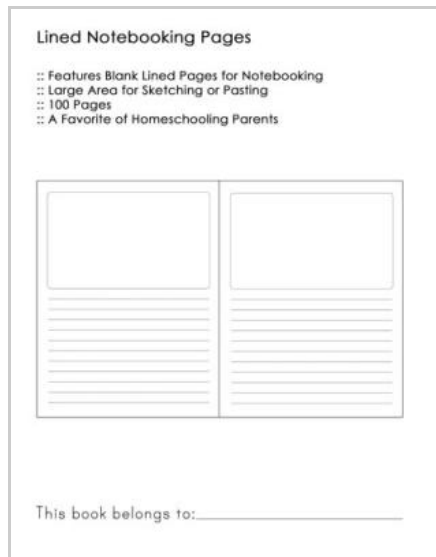 Lined Notebooking Pages
:: Features Blank Lined Pages for Notebooking
:: Large Area for Sketching or Pasting
:: 100 Pages
:: A Favorite of Homeschooling Parents
This book belongs to: